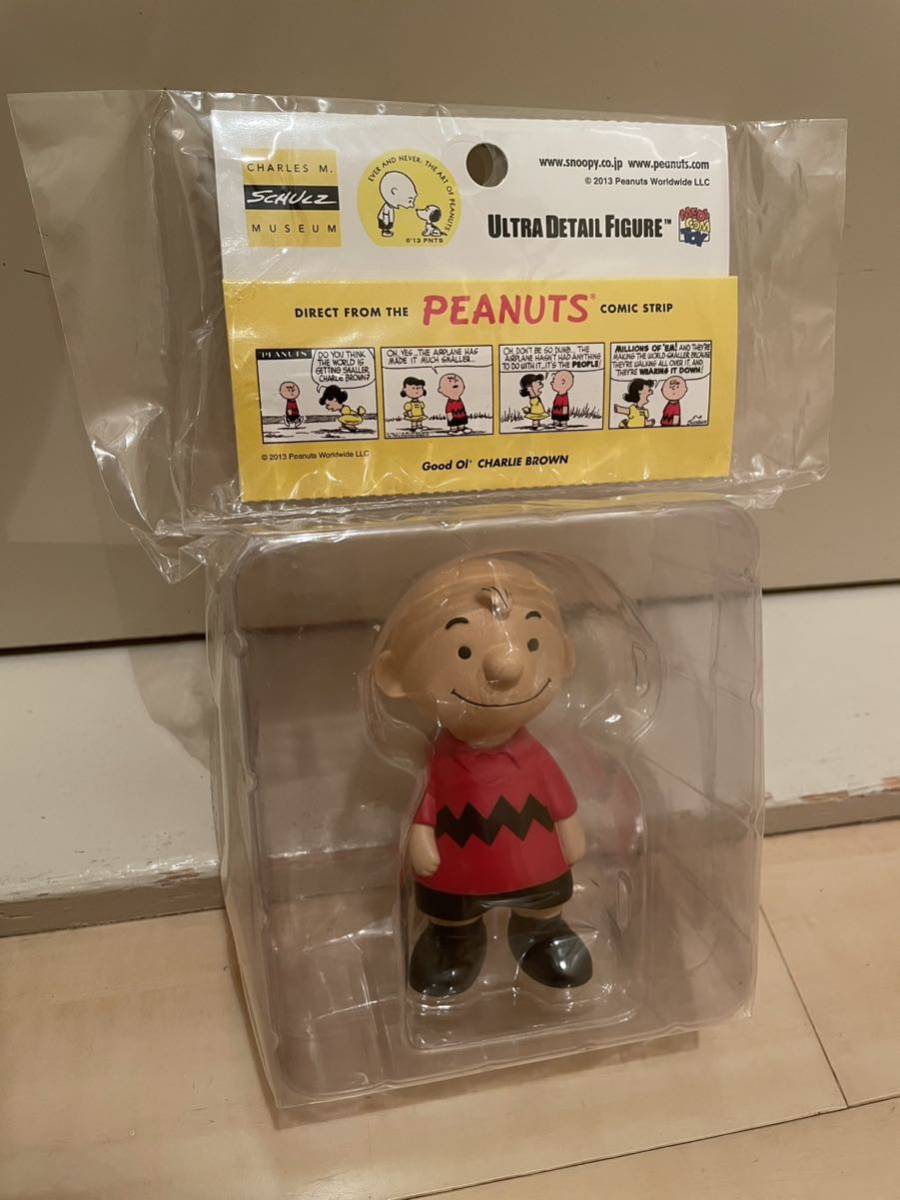 CHARLES M.
SCHULZ
MUSEUM
EVER AND NEVER: THE ART OF PEANUTS
©'13 PNTS
www.snoopy.co.jp www.peanuts.com
© 2013 Peanuts Worldwide LLC
ULTRA DETAIL FIGURE™
MEDI
COM
TOY
DIRECT FROM THE PEANUTS® COMIC STRIP
PEANUTS
DO YOU THINK
THE WORLD IS
GETTING SMALLER,
CHARLIE BROWN?
OH, YES...THE AIRPLANE HAS
MADE IT MUCH SMALLER...
OH, DON'T BE SO DUMB...THE
AIRPLANE HASN'T HAD ANYTHING
TO DO WITH IT...IT'S THE PEOPLE!
MILLIONS OF 'EM! AND THEY'RE
MAKING THE WORLD SMALLER BECAUSE
THEY'RE WALKING ALL OVER IT, AND
THEY'RE WEARING IT DOWN!
© 2013 Peanuts Worldwide LLC
Good Ol' CHARLIE BROWN